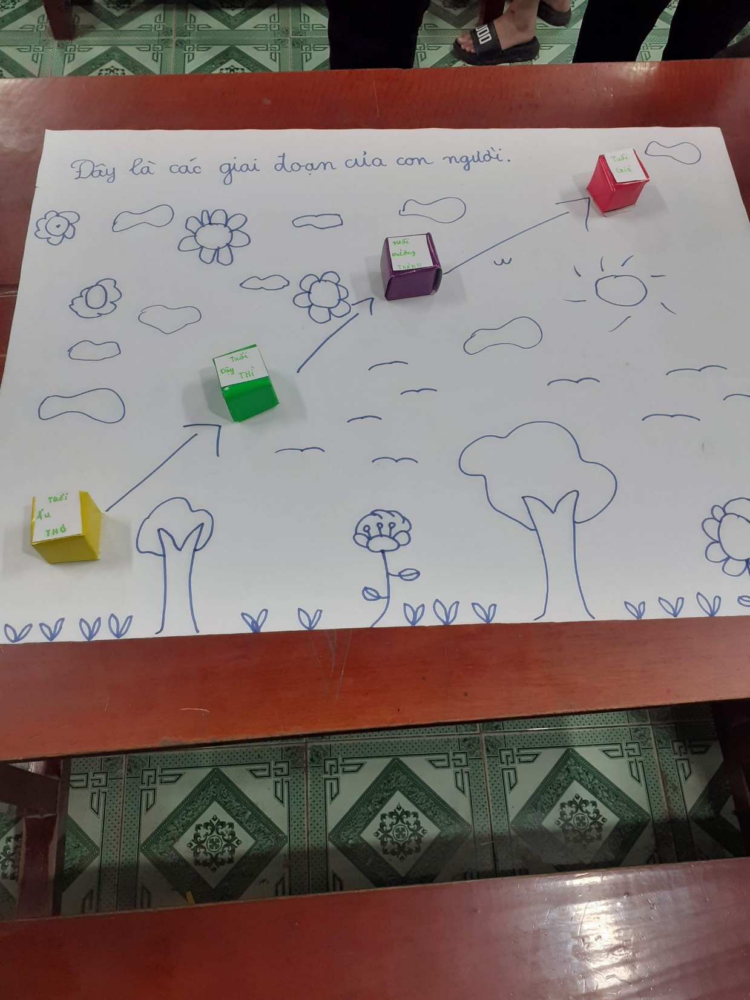 Đây là các giai đoạn của con người.
Tuổi
Già
Tuổi
trưởng
THÀNH
Tuổi
Dậy THÌ
Tuổi
Ấu
THƠ